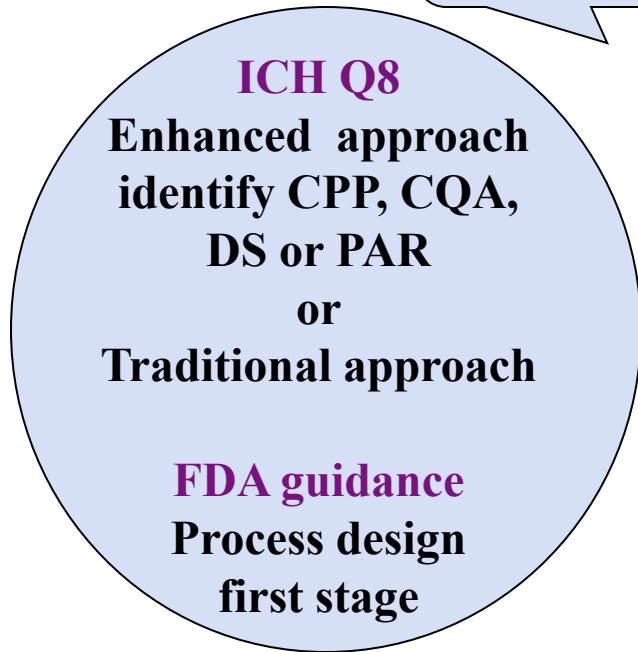 ICH Q8
Enhanced approach
identify CPP, CQA,
DS or PAR
or
Traditional approach
FDA guidance
Process design
first stage